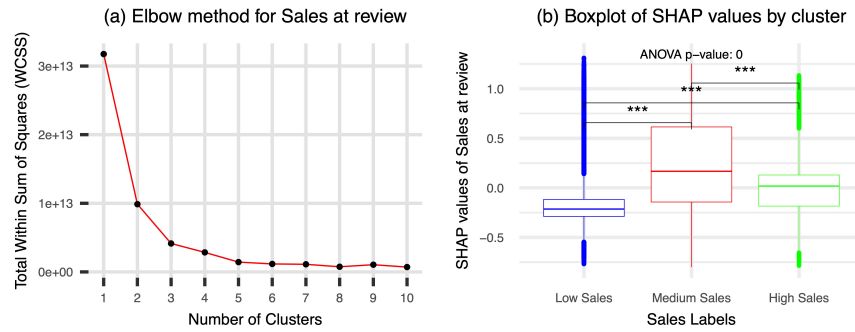 (a) Elbow method for Sales at review
Total Within Sum of Squares (WCSS)
3e+13
2e+13
1e+13
0e+00
1 2 3 4 5 6 7 8 9 10
Number of Clusters
(b) Boxplot of SHAP values by cluster
SHAP values of Sales at review
ANOVA p-value: 0
***
***
***
1.0
0.5
0.0
−0.5
Low Sales Medium Sales High Sales
Sales Labels